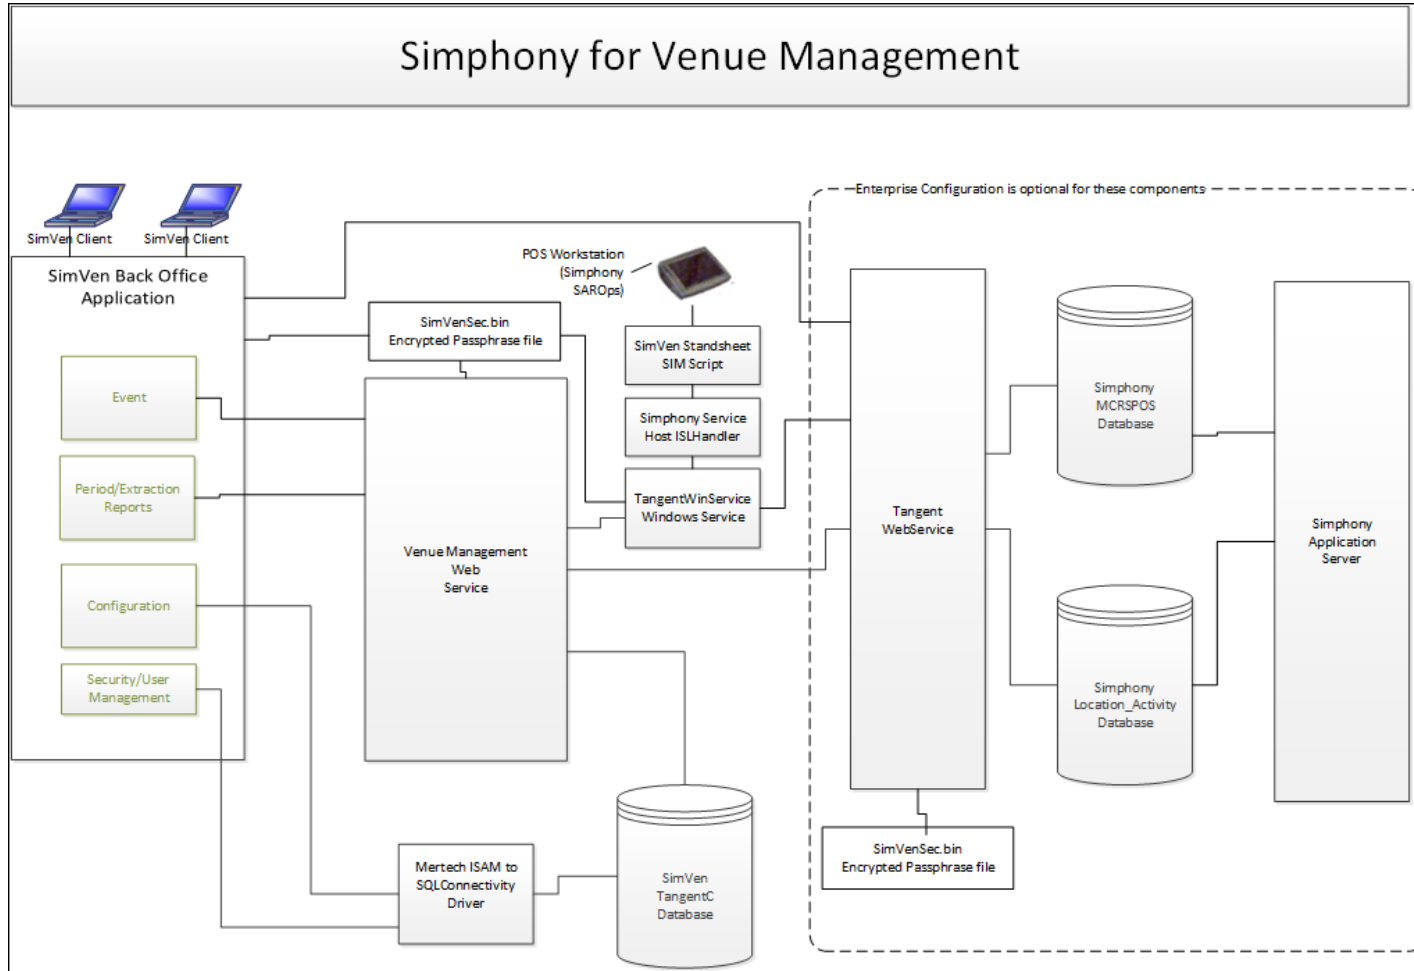 Simphony for Venue Management
Enterprise Configuration is optional for these components
SimVen Client
SimVen Client
SimVen Back Office
Application
POS Workstation
(Simphony
SAROps)
SimVenSec.bin
Encrypted Passphrase file
SimVen Standsheet
SIM Script
Event
Simphony Service
Host ISLHandler
Simphony
MCRSPOS
Database
Period/Extraction
Reports
TangentWinService
Windows Service
Tangent
WebService
Simphony
Application
Server
Venue Management
Web
Service
Configuration
Security/User
Management
Simphony
Location_Activity
Database
SimVenSec.bin
Encrypted Passphrase file
Mertech ISAM to
SQLConnectivity
Driver
SimVen
TangentC
Database